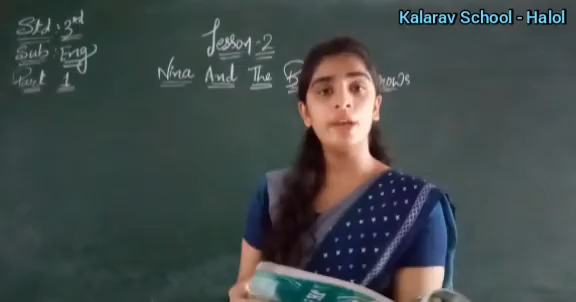 Kalarav School - Halol
Std : 3rd
Sub : Eng
Part 1
Lesson - 2
Nina And The